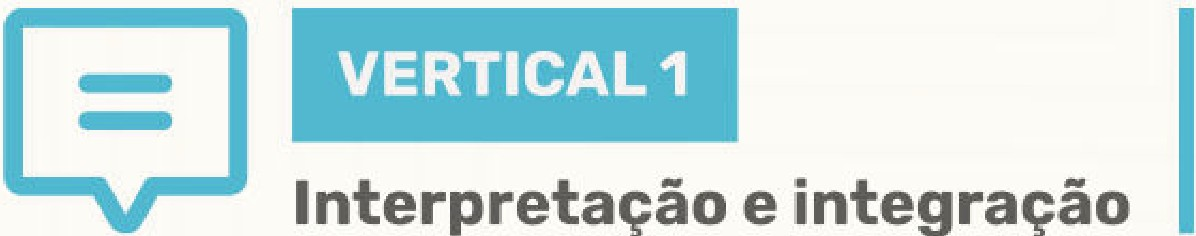 VERTICAL 1
Interpretação e integração